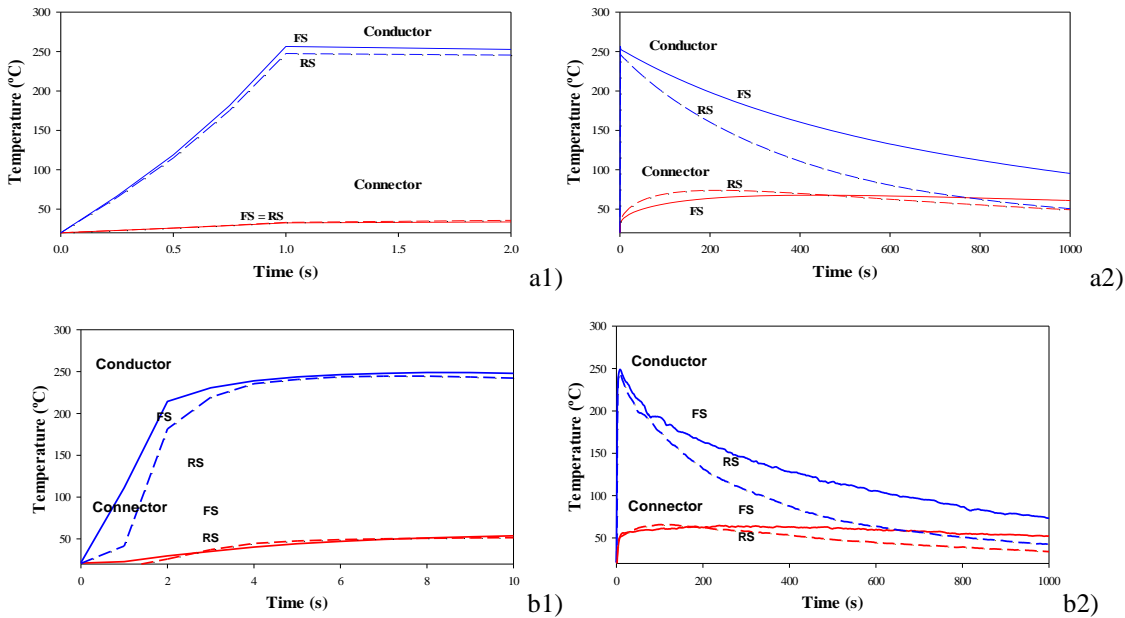 300
250
200
150
100
50
Temperature (ºC)
FS
Conductor
RS
Connector
FS = RS
0.0
0.5
1.0
1.5
2.0
Time (s)
a1)
300
250
200
150
100
50
Temperature (ºC)
Conductor
FS
RS
Connector
RS
FS
0
200
400
600
800
1000
Time (s)
a2)
300
250
200
150
100
50
Temperature (ºC)
Conductor
FS
RS
Connector
FS
RS
0
2
4
6
8
10
Time (s)
b1)
300
250
200
150
100
50
Temperature (ºC)
Conductor
FS
RS
Connector
FS
RS
0
200
400
600
800
1000
Time (s)
b2)